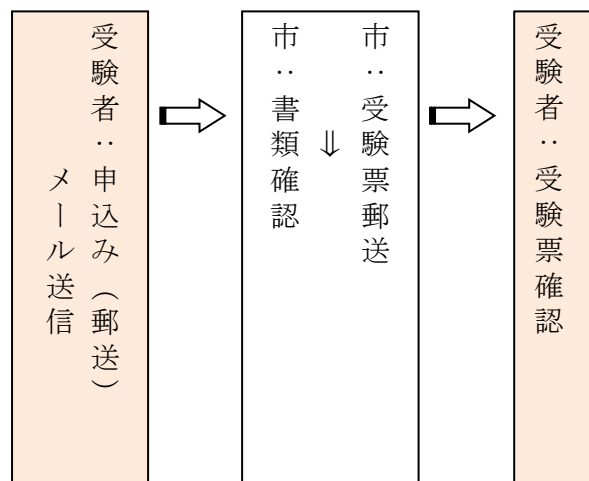 受験者：申込み（郵送）
メール送信
市：受験票郵送
⇓
市：書類確認
受験者：受験票確認